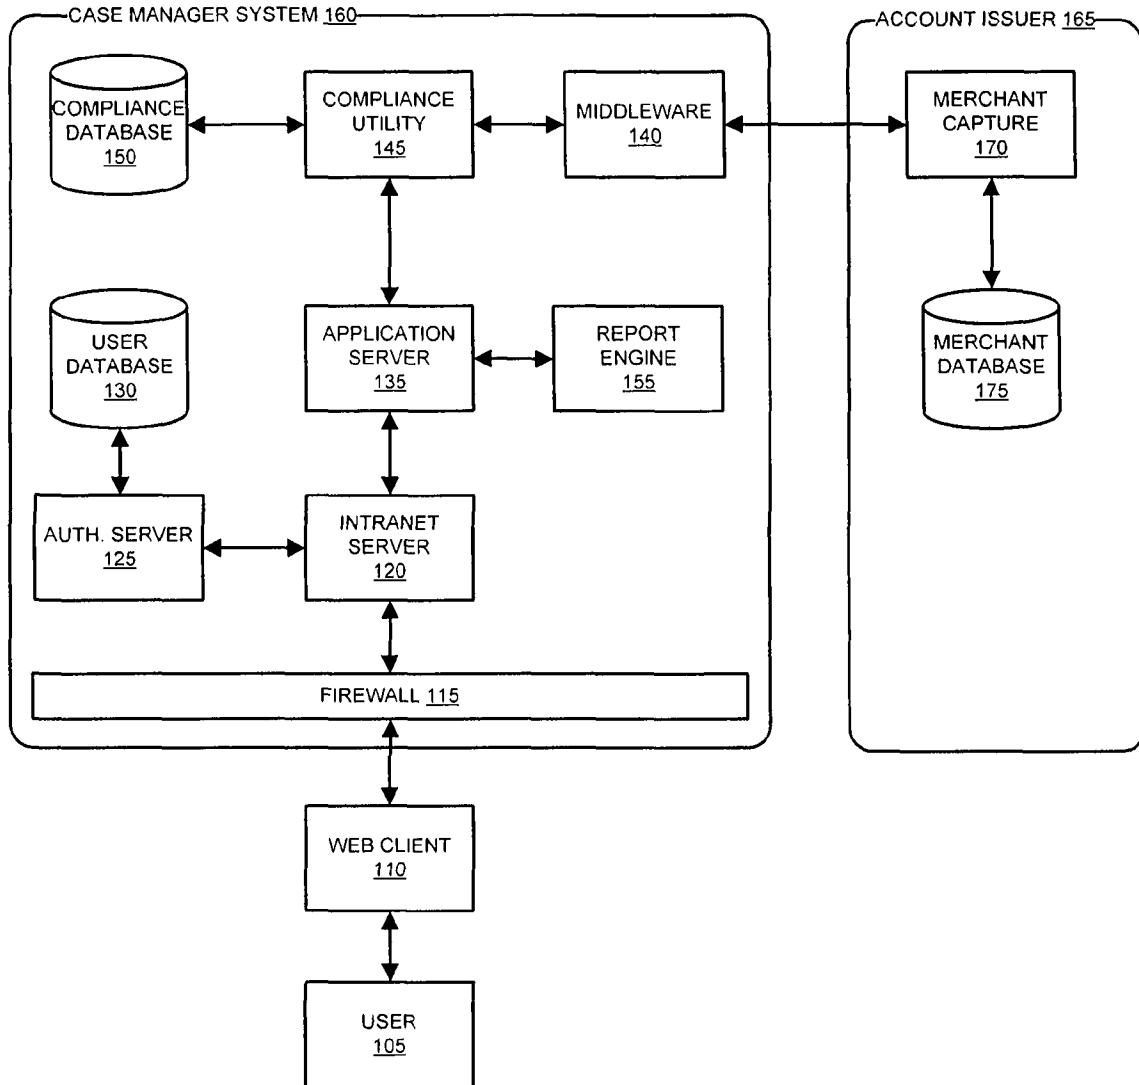 CASE MANAGER SYSTEM 160
ACCOUNT ISSUER 165
COMPLIANCE
DATABASE
150
COMPLIANCE
UTILITY
145
MIDDLEWARE
140
MERCHANT
CAPTURE
170
USER
DATABASE
130
APPLICATION
SERVER
135
REPORT
ENGINE
155
MERCHANT
DATABASE
175
AUTH. SERVER
125
INTRANET
SERVER
120
FIREWALL 115
WEB CLIENT
110
USER
105